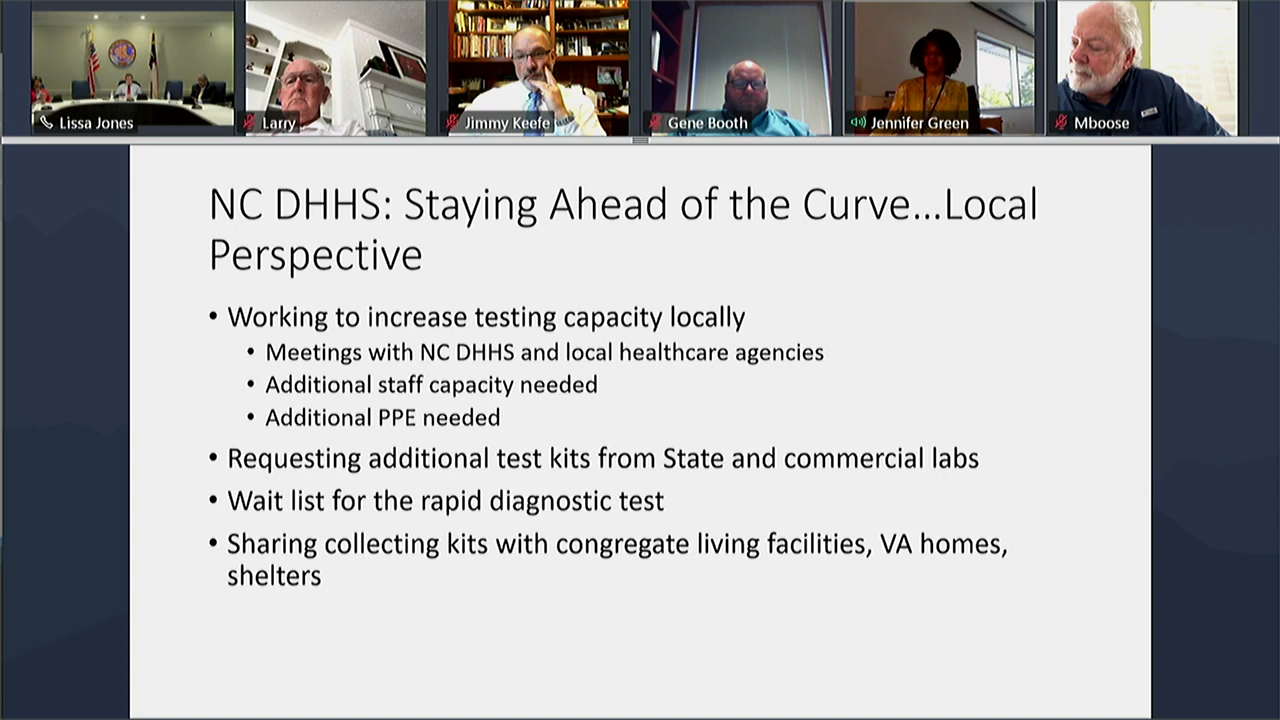 Lissa Jones
Larry
Jimmy Keefe
Gene Booth
Jennifer Green
Mboose
NC DHHS: Staying Ahead of the Curve...Local
Perspective
• Working to increase testing capacity locally
• Meetings with NC DHHS and local healthcare agencies
• Additional staff capacity needed
• Additional PPE needed
• Requesting additional test kits from State and commercial labs
• Wait list for the rapid diagnostic test
• Sharing collecting kits with congregate living facilities, VA homes,
shelters